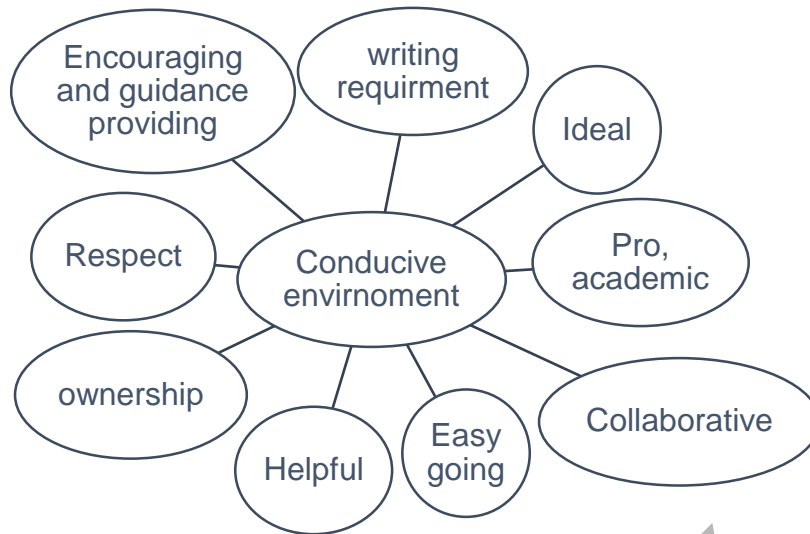 Encouraging
and guidance
providing
writing
requirment
Ideal
Respect
Conducive
envirnoment
Pro,
academic
ownership
Helpful
Easy
going
Collaborative